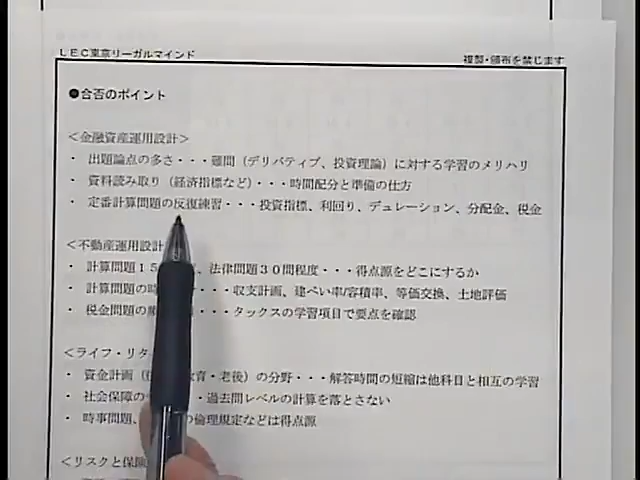 LEC東京リーガルマインド
複製・頒布を禁じます
●合否のポイント
＜金融資産運用設計＞
・ 出題論点の多さ・・・難問（デリバティブ、投資理論）に対する学習のメリハリ
・ 資料読み取り（経済指標など）・・・時間配分と準備の仕方
・ 定番計算問題の反復練習・・・投資指標、利回り、デュレーション、分配金、税金
＜不動産運用設
・ 計算問題15 、法律問題30問程度・・・得点源をどこにするか
・ 計算問題の ・・・収支計画、建ぺい率/容積率、等価交換、土地評価
・ 税金問題の ・・・タックスの学習項目で要点を確認
＜ライフ・リタ
・ 資金計画（ 教育・老後）の分野・・・解答時間の短縮は他科目と相互の学習
・ 社会保障の ・過去問レベルの計算を落とさない
・ 時事問題、 の倫理規定などは得点源
＜リスクと保険